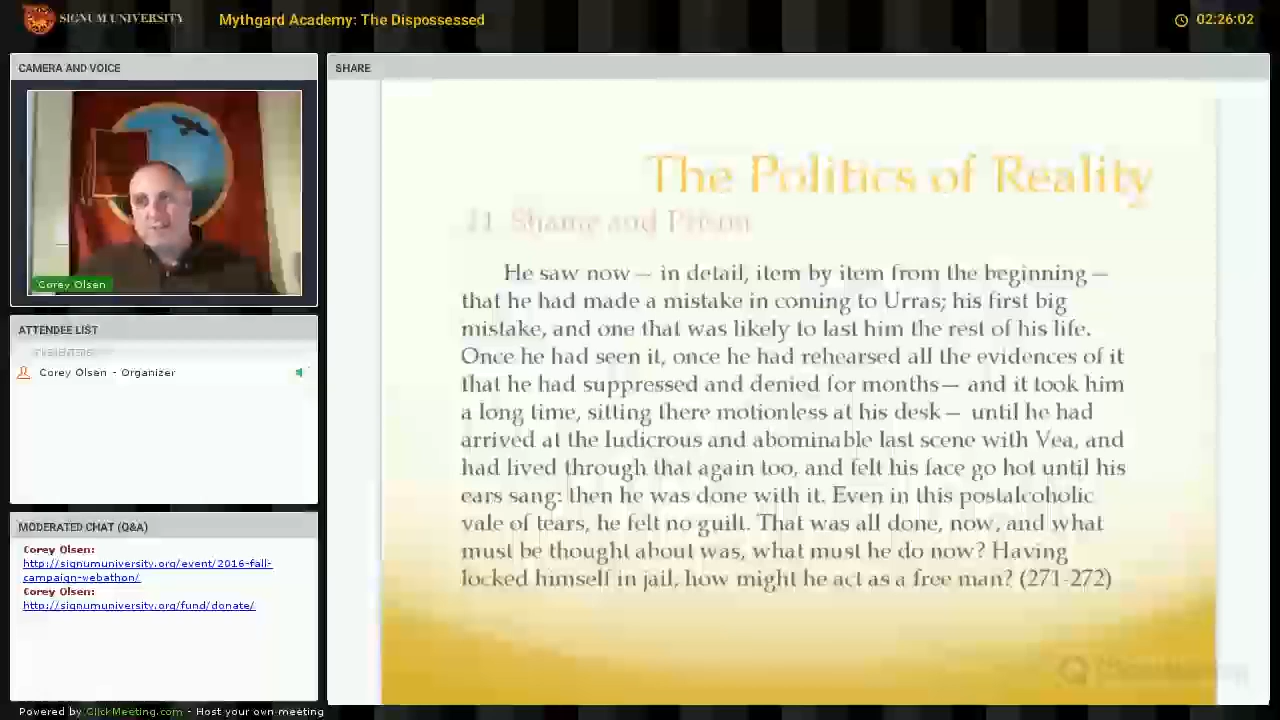 SIGNUM UNIVERSITY
Mythgard Academy: The Dispossessed
02:26:02
CAMERA AND VOICE
Corey Olsen
ATTENDEE LIST
PRESENTERS
Corey Olsen - Organizer
MODERATED CHAT (Q&A)
Corey Olsen:
http://signumuniversity.org/event/2016-fall-
campaign-webathon/
Corey Olsen:
http://signumuniversity.org/fund/donate/
SHARE
The Politics of Reality
Shame and Prison
He saw now — in detail, item by item from the beginning —
that he had made a mistake in coming to Urras; his first big
mistake, and one that was likely to last him the rest of his life.
Once he had seen it, once he had rehearsed all the evidences of it
that he had suppressed and denied for months— and it took him
a long time, sitting there motionless at his desk— until he had
arrived at the ludicrous and abominable last scene with Vea, and
had lived through that again too, and felt his face go hot until his
ears sang: then he was done with it. Even in this postalcoholic
vale of tears, he felt no guilt. That was all done, now, and what
must be thought about was, what must he do now? Having
locked himself in jail, how might he act as a free man? (271-272)
Powered by ClickMeeting.com - Host your own meeting